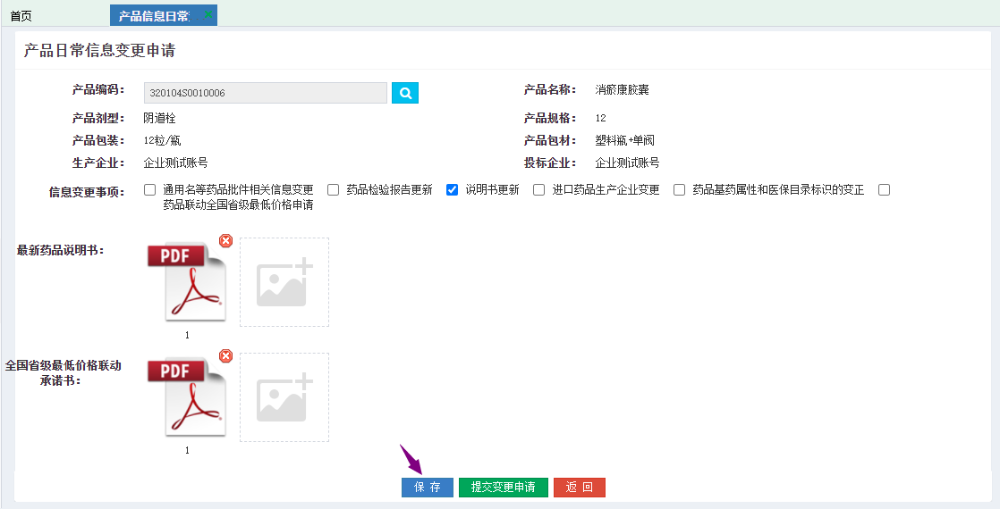 首页
产品信息日常
产品日常信息变更申请
产品编码： 320104S0010006 产品名称： 消瘀康胶囊
产品剂型： 阴道栓 产品规格： 12
产品包装： 12粒/瓶 产品包材： 塑料瓶+单阀
生产企业： 企业测试账号 投标企业： 企业测试账号
信息变更事项： 通用名等药品批件相关信息变更 药品检验报告更新 说明书更新 进口药品生产企业变更 药品基药属性和医保目录标识的变正
药品联动全国省级最低价格申请
最新药品说明书：
PDF
1
全国省级最低价格联动
承诺书：
PDF
1
保 存 提交变更申请 返 回